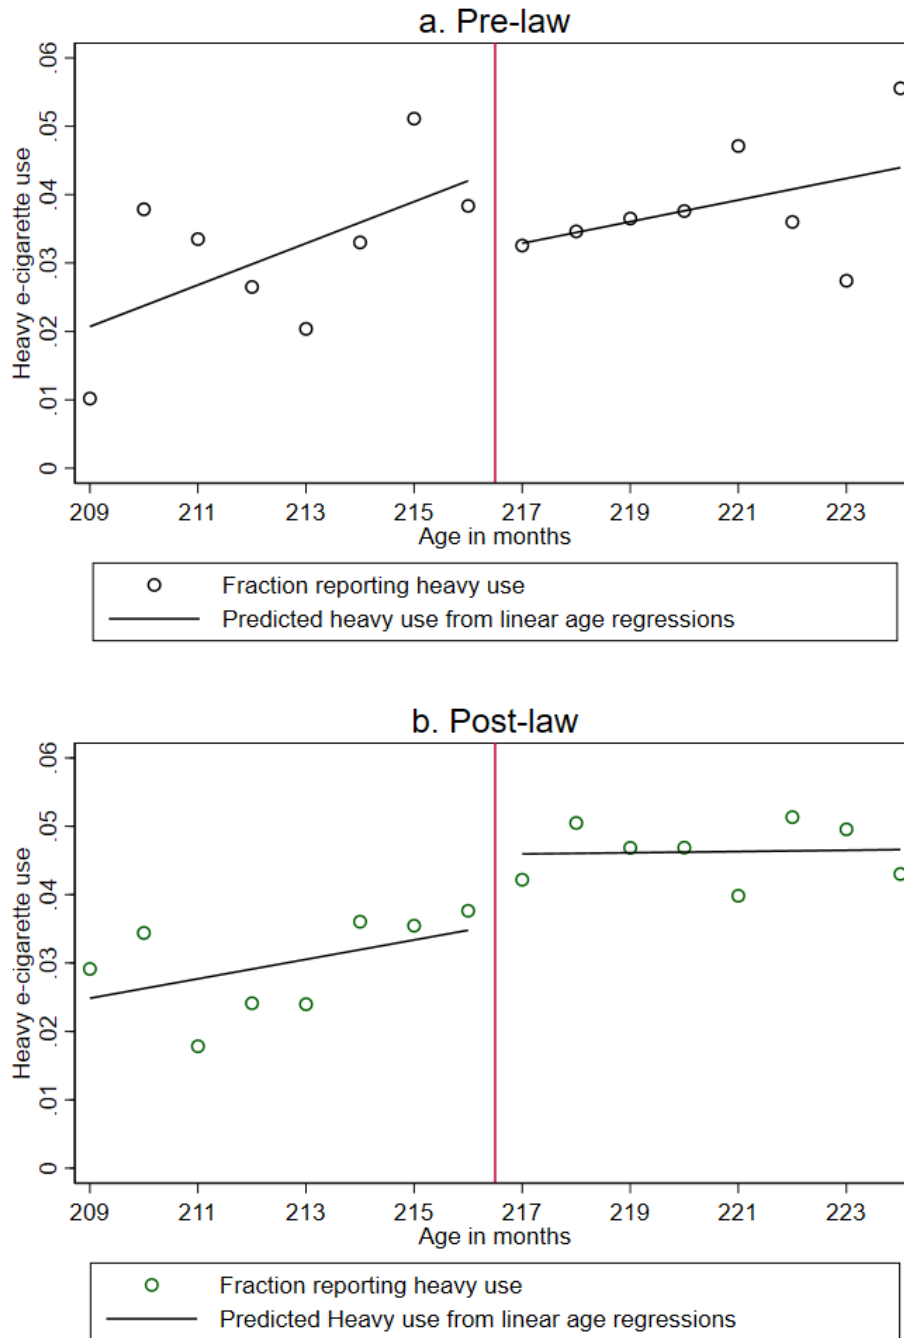 a. Pre-law
Heavy e-cigarette use
.06
.05
.04
.03
.02
.01
0
209 211 213 215 217 219 221 223
Age in months
Fraction reporting heavy use
Predicted heavy use from linear age regressions
b. Post-law
Heavy e-cigarette use
.06
.05
.04
.03
.02
.01
0
209 211 213 215 217 219 221 223
Age in months
Fraction reporting heavy use
Predicted Heavy use from linear age regressions